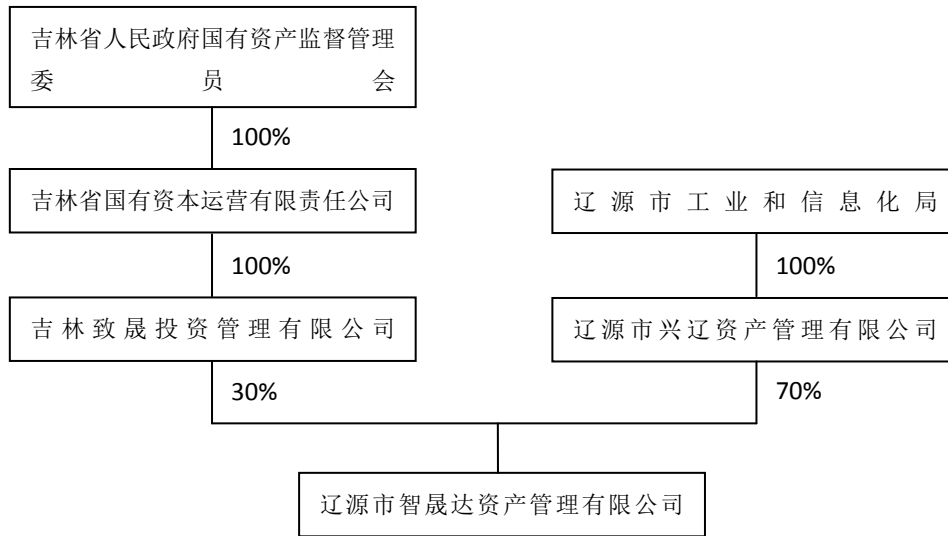 吉林省人民政府国有资产监督管理
委员会
100%
吉林省国有资本运营有限责任公司
辽源市工业和信息化局
100%
100%
吉林致晟投资管理有限公司
辽源市兴辽资产管理有限公司
30%
70%
辽源市智晟达资产管理有限公司